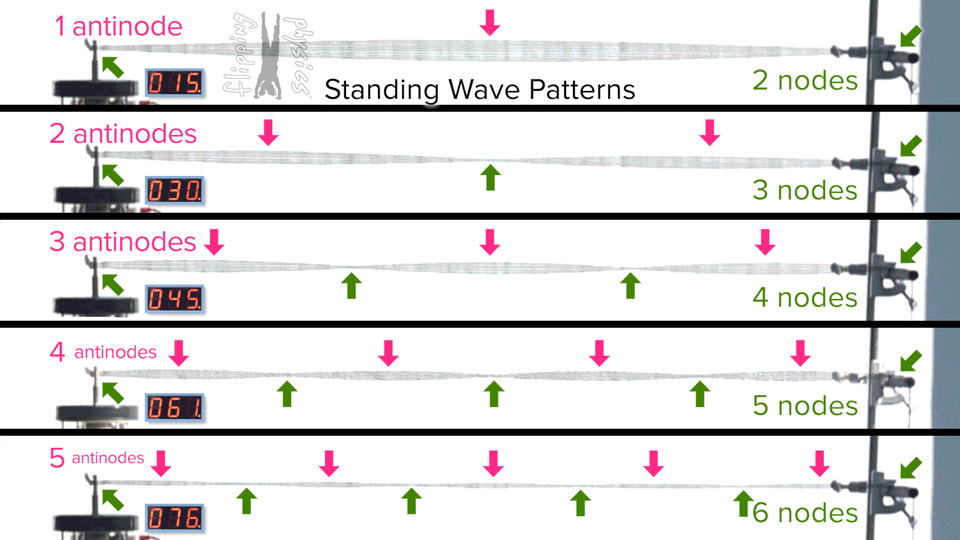 1 antinode
flipping physics
015.
Standing Wave Patterns
2 nodes
2 antinodes
030.
3 nodes
3 antinodes
045.
4 nodes
4 antinodes
061.
5 nodes
5 antinodes
076.
6 nodes